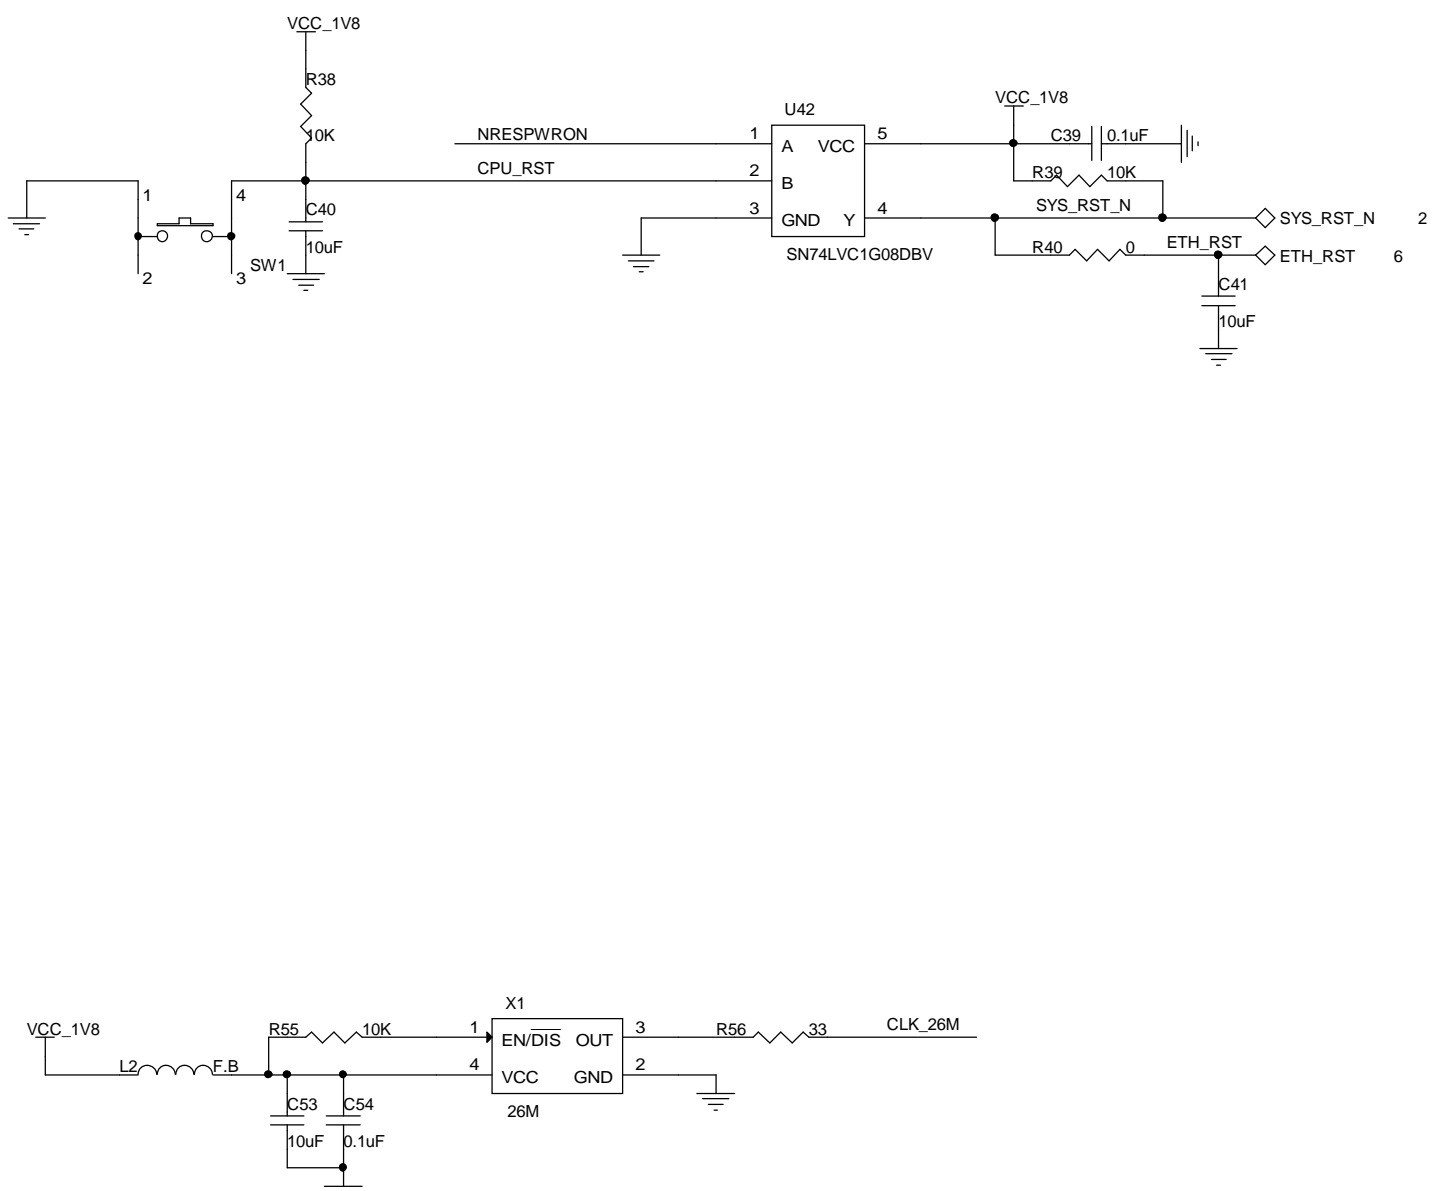 VCC_1V8
R38
10K
U42
VCC_1V8
NRESPWRON
1
A
VCC
5
C39
0.1uF
CPU_RST
2
B
R39
10K
1
4
C40
10uF
3
GND
Y
4
SYS_RST_N
SYS_RST_N
2
SN74LVC1G08DBV
R40
0
ETH_RST
ETH_RST
6
2
3
SW1
C41
10uF
X1
VCC_1V8
R55
10K
1
EN/DIS
OUT
3
R56
33
CLK_26M
L2
F.B
4
VCC
GND
2
C53
10uF
C54
0.1uF
26M